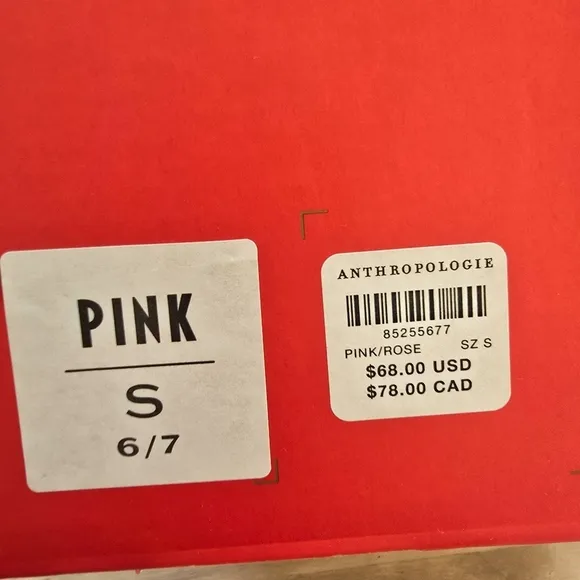 PINK
S
6/7
ANTHROPOLOGIE
85255677
PINK/ROSE SZ S
$68.00 USD
$78.00 CAD